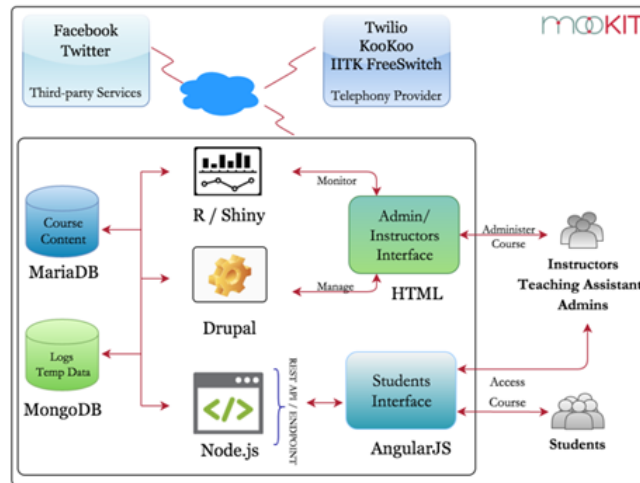 mooKIT
Facebook
Twitter
Third-party Services
Twilio
KooKoo
IITK FreeSwitch
Telephony Provider
R / Shiny
Monitor
Course
Content
MariaDB
Admin/
Instructors
Interface
HTML
Administer
Course
Instructors
Teaching Assistant
Admins
Drupal
Manage
Logs
Temp Data
MongoDB
Node.js
REST API / ENDPOINT
Students
Interface
AngularJS
Access
Course
Students